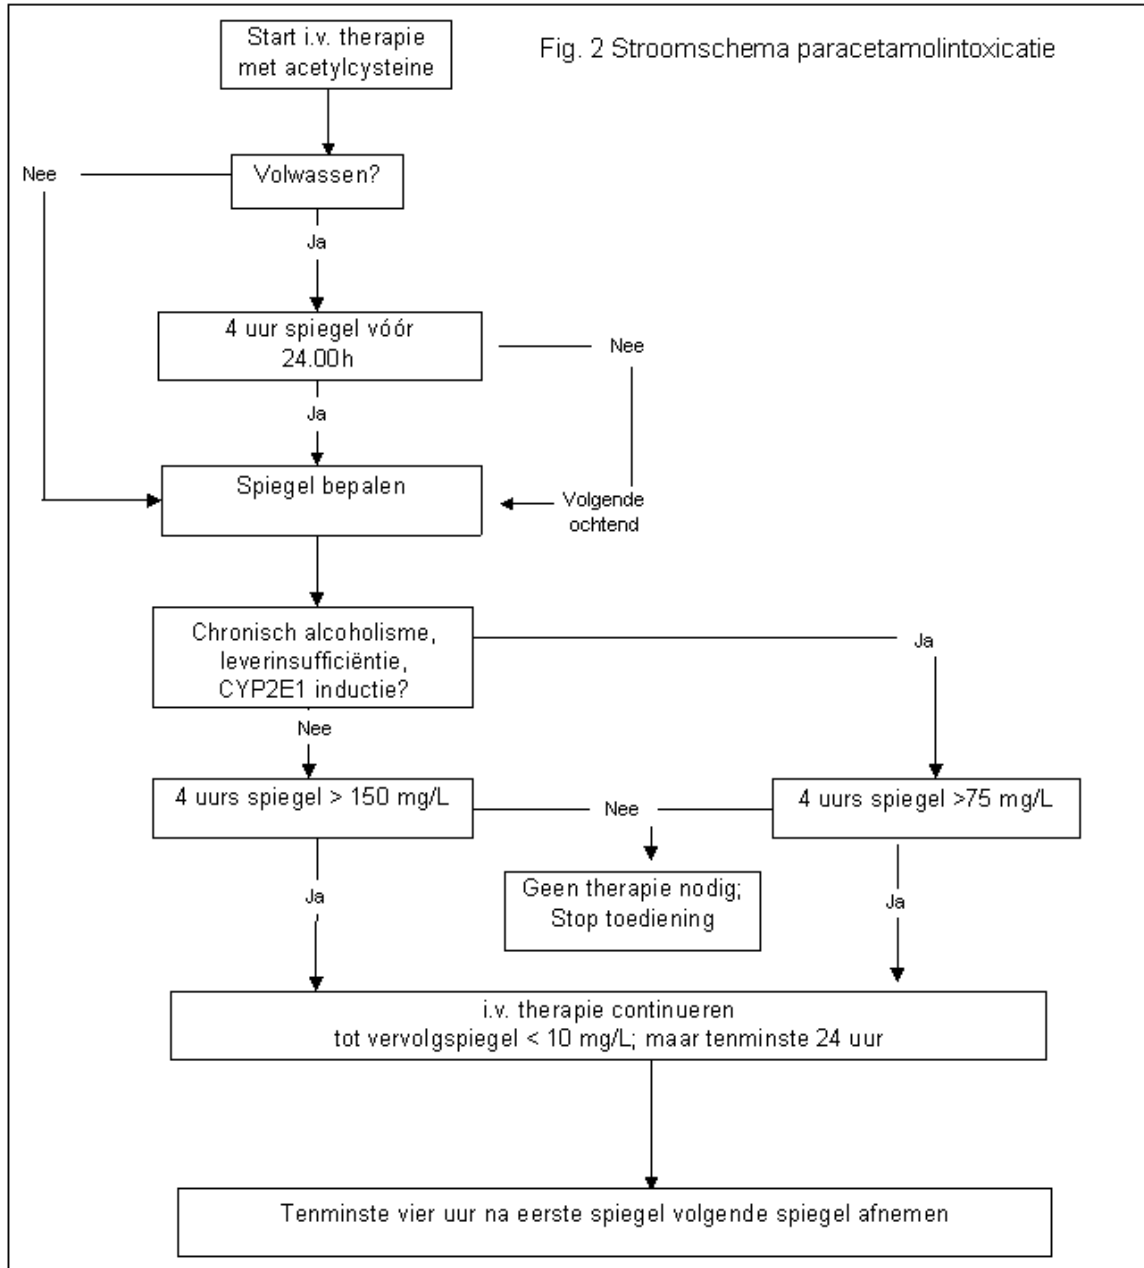 Start i.v. therapie
met acetylcysteine
Fig. 2 Stroomschema paracetamolintoxicatie
Nee
Volwassen?
Ja
4 uur spiegel vóór
24.00h
Nee
Ja
Spiegel bepalen
Volgende
ochtend
Chronisch alcoholisme,
leverinsufficiëntie,
CYP2E1 inductie?
Ja
Nee
4 uurs spiegel > 150 mg/L
Nee
4 uurs spiegel >75 mg/L
Geen therapie nodig;
Stop toediening
Ja
Ja
i.v. therapie continueren
tot vervolgspiegel < 10 mg/L; maar tenminste 24 uur
Tenminste vier uur na eerste spiegel volgende spiegel afnemen